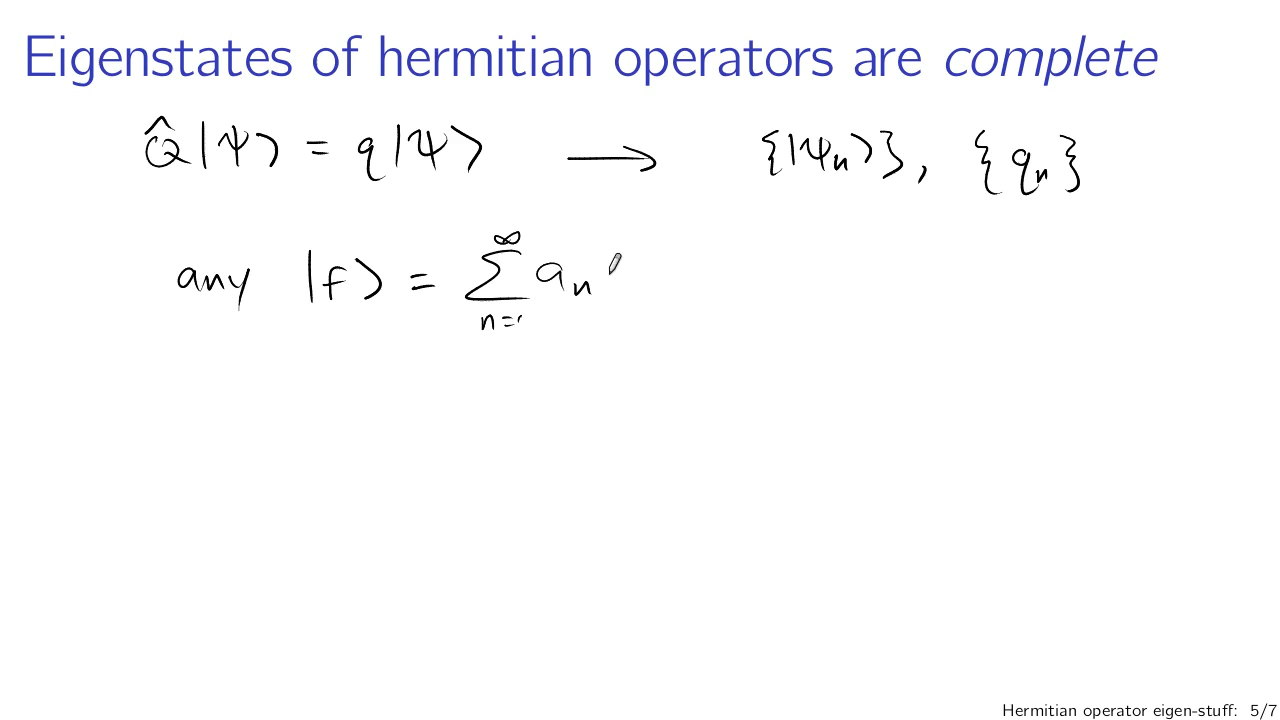 Eigenstates of hermitian operators are complete
Q̂|ψ⟩ = q|ψ⟩ ⟶ {|ψₙ⟩}, {qₙ}
any |f⟩ = ∑ₙ₌^∞ aₙ
Hermitian operator eigen-stuff: 5/7